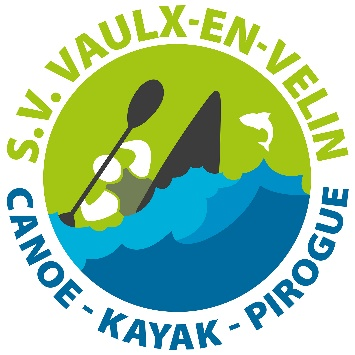 S.V. VAULX-EN-VELIN
CANOE - KAYAK - PIROGUE